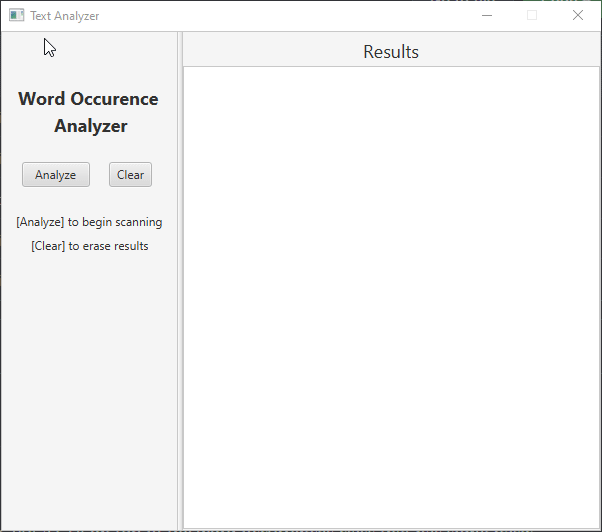 Text Analyzer
Word Occurence
Analyzer
Analyze
Clear
[Analyze] to begin scanning
[Clear] to erase results
Results